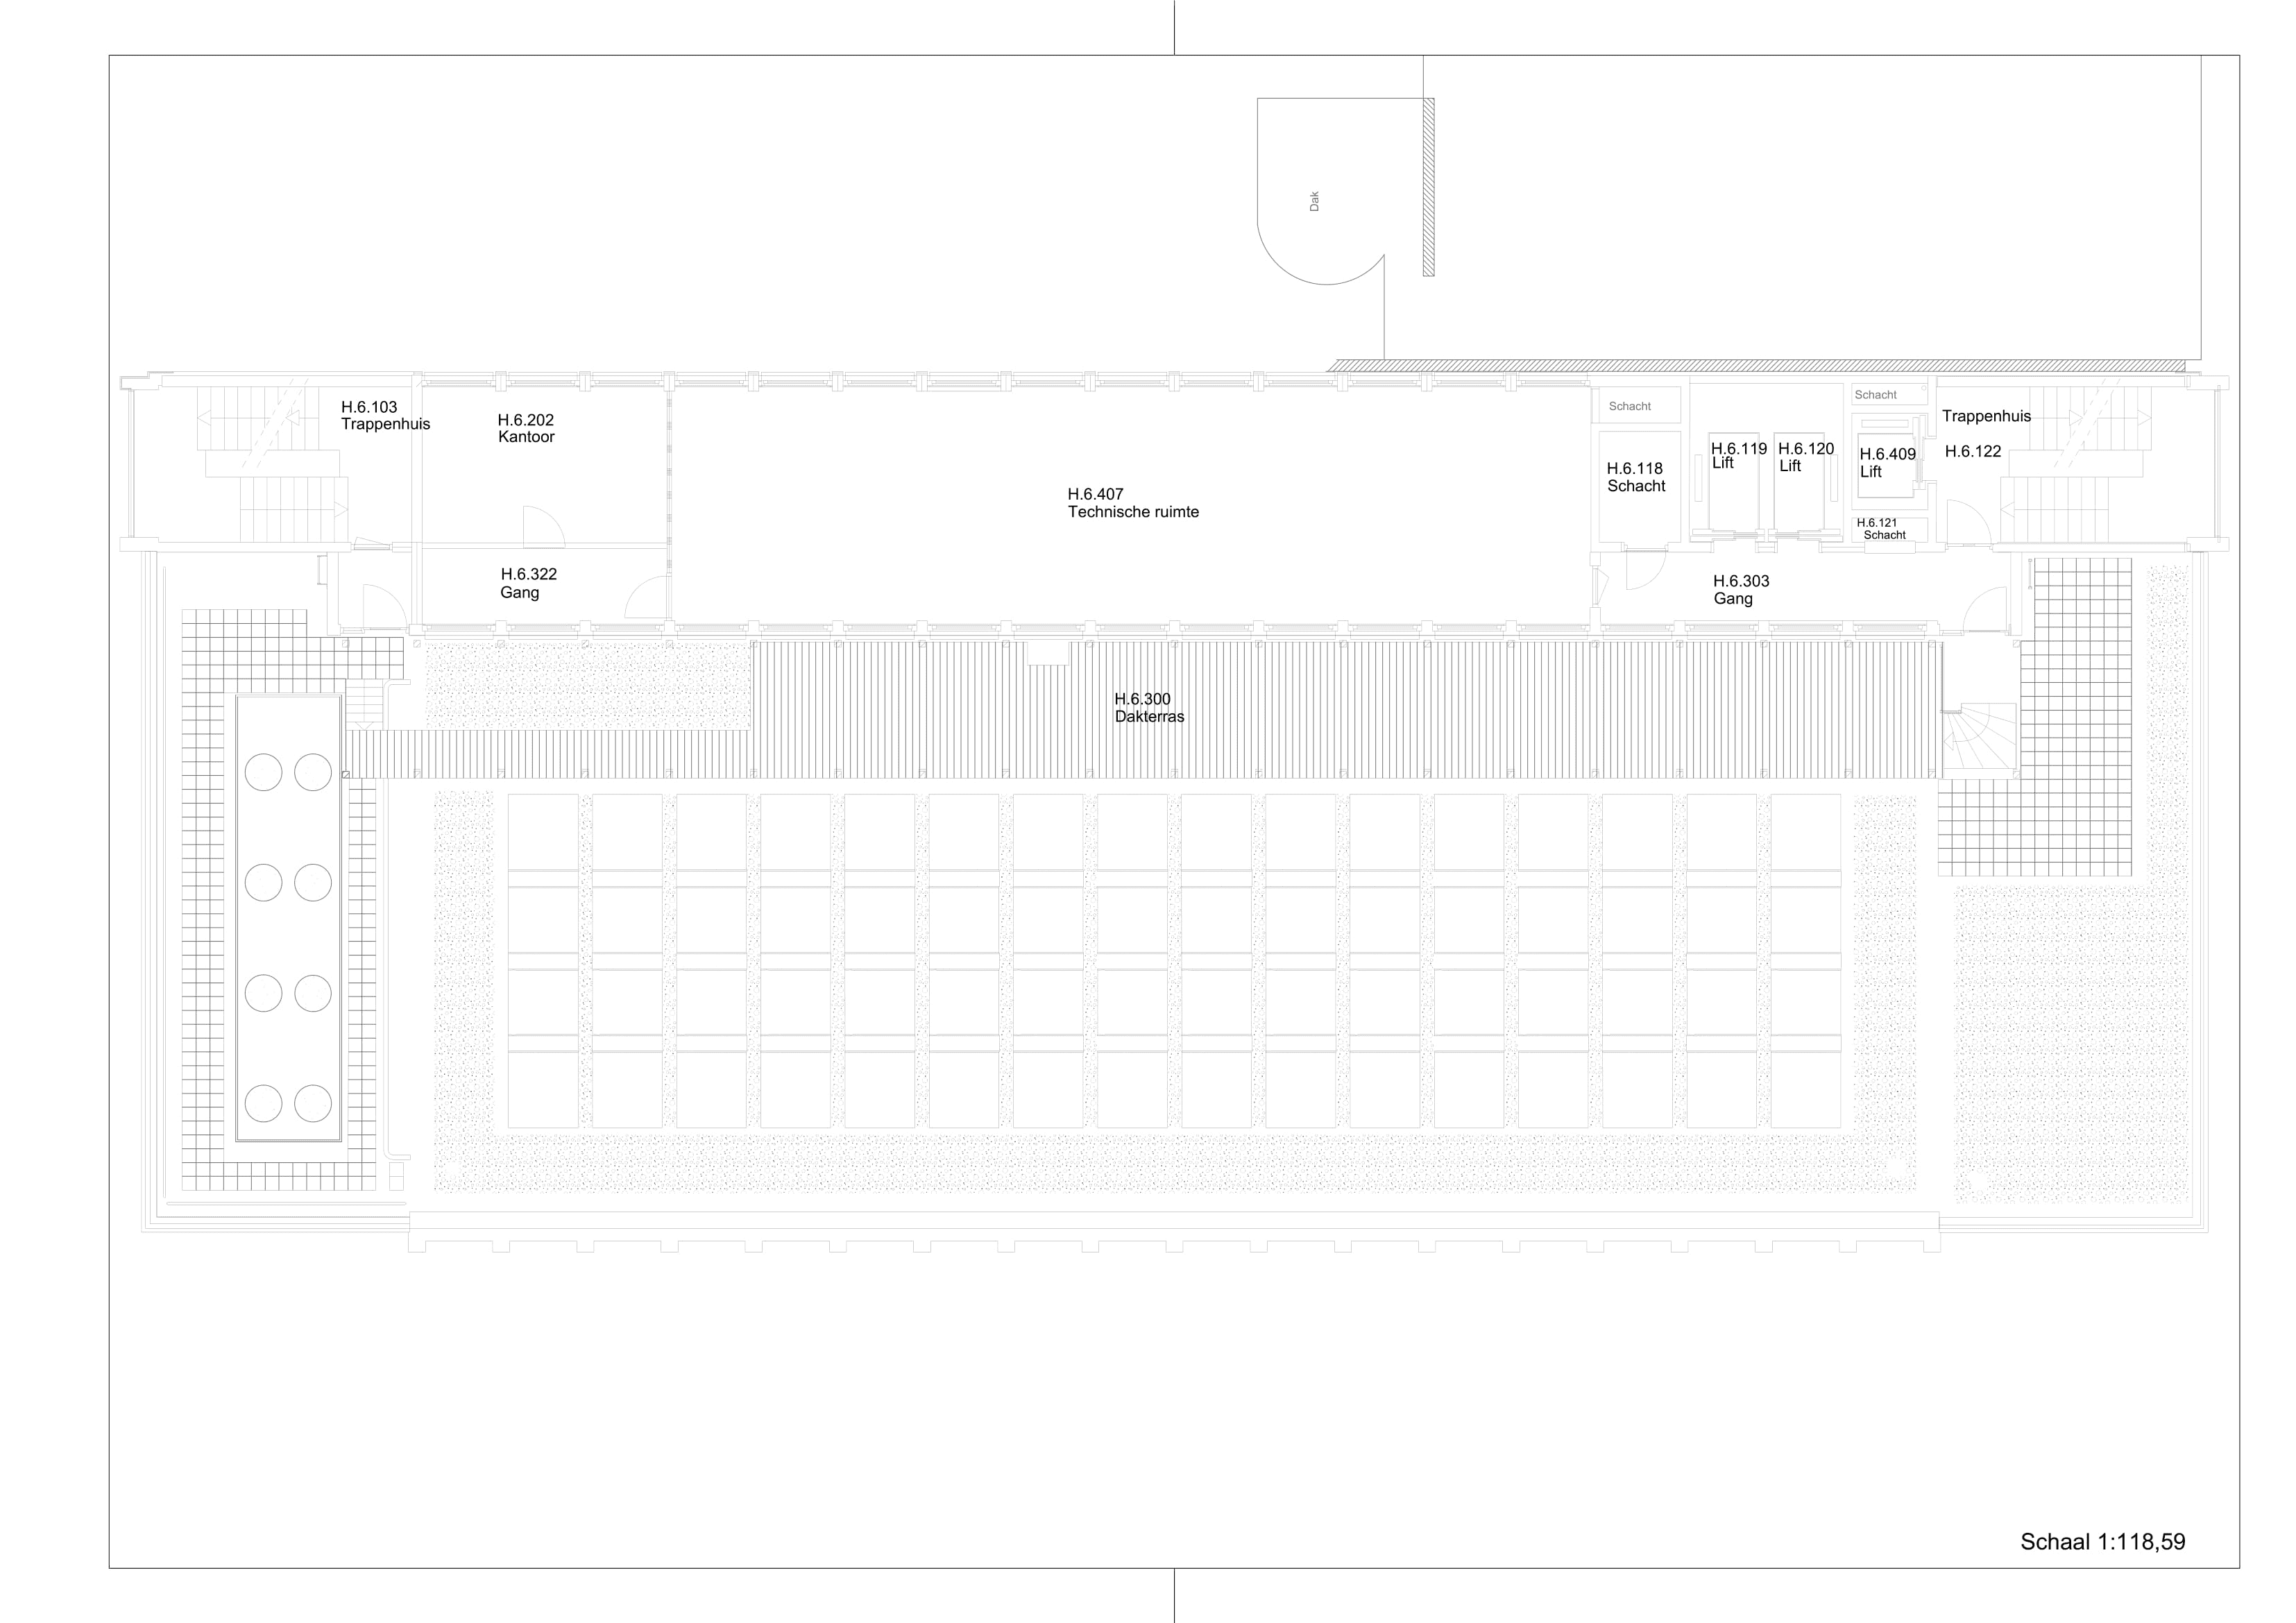 Dak
H.6.103
Trappenhuis
H.6.202
Kantoor
H.6.407
Technische ruimte
Schacht
H.6.118
Schacht
H.6.119
Lift
H.6.120
Lift
Schacht
H.6.409
Lift
H.6.121
Schacht
Trappenhuis
H.6.122
H.6.322
Gang
H.6.303
Gang
H.6.300
Dakterras
Schaal 1:118,59